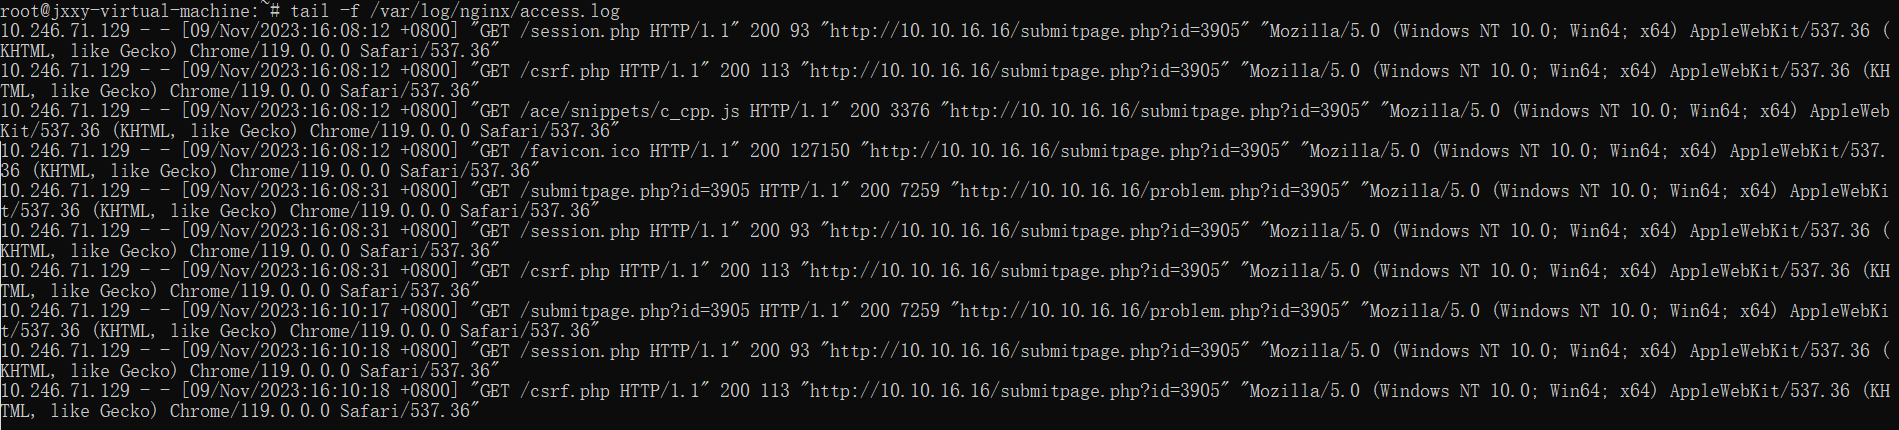 root@jxxy-virtual-machine:~# tail -f /var/log/nginx/access.log
10.246.71.129 - - [09/Nov/2023:16:08:12 +0800] "GET /session.php HTTP/1.1" 200 93 "http://10.10.16.16/submitpage.php?id=3905" "Mozilla/5.0 (Windows NT 10.0; Win64; x64) AppleWebKit/537.36 (
KHTML, like Gecko) Chrome/119.0.0.0 Safari/537.36"
10.246.71.129 - - [09/Nov/2023:16:08:12 +0800] "GET /csrf.php HTTP/1.1" 200 113 "http://10.10.16.16/submitpage.php?id=3905" "Mozilla/5.0 (Windows NT 10.0; Win64; x64) AppleWebKit/537.36 (KH
TML, like Gecko) Chrome/119.0.0.0 Safari/537.36"
10.246.71.129 - - [09/Nov/2023:16:08:12 +0800] "GET /ace/snippets/c_cpp.js HTTP/1.1" 200 3376 "http://10.10.16.16/submitpage.php?id=3905" "Mozilla/5.0 (Windows NT 10.0; Win64; x64) AppleWeb
Kit/537.36 (KHTML, like Gecko) Chrome/119.0.0.0 Safari/537.36"
10.246.71.129 - - [09/Nov/2023:16:08:12 +0800] "GET /favicon.ico HTTP/1.1" 200 127150 "http://10.10.16.16/submitpage.php?id=3905" "Mozilla/5.0 (Windows NT 10.0; Win64; x64) AppleWebKit/537.
36 (KHTML, like Gecko) Chrome/119.0.0.0 Safari/537.36"
10.246.71.129 - - [09/Nov/2023:16:08:31 +0800] "GET /submitpage.php?id=3905 HTTP/1.1" 200 7259 "http://10.10.16.16/problem.php?id=3905" "Mozilla/5.0 (Windows NT 10.0; Win64; x64) AppleWebKi
t/537.36 (KHTML, like Gecko) Chrome/119.0.0.0 Safari/537.36"
10.246.71.129 - - [09/Nov/2023:16:08:31 +0800] "GET /session.php HTTP/1.1" 200 93 "http://10.10.16.16/submitpage.php?id=3905" "Mozilla/5.0 (Windows NT 10.0; Win64; x64) AppleWebKit/537.36 (
KHTML, like Gecko) Chrome/119.0.0.0 Safari/537.36"
10.246.71.129 - - [09/Nov/2023:16:08:31 +0800] "GET /csrf.php HTTP/1.1" 200 113 "http://10.10.16.16/submitpage.php?id=3905" "Mozilla/5.0 (Windows NT 10.0; Win64; x64) AppleWebKit/537.36 (KH
TML, like Gecko) Chrome/119.0.0.0 Safari/537.36"
10.246.71.129 - - [09/Nov/2023:16:10:17 +0800] "GET /submitpage.php?id=3905 HTTP/1.1" 200 7259 "http://10.10.16.16/problem.php?id=3905" "Mozilla/5.0 (Windows NT 10.0; Win64; x64) AppleWebKi
t/537.36 (KHTML, like Gecko) Chrome/119.0.0.0 Safari/537.36"
10.246.71.129 - - [09/Nov/2023:16:10:18 +0800] "GET /session.php HTTP/1.1" 200 93 "http://10.10.16.16/submitpage.php?id=3905" "Mozilla/5.0 (Windows NT 10.0; Win64; x64) AppleWebKit/537.36 (
KHTML, like Gecko) Chrome/119.0.0.0 Safari/537.36"
10.246.71.129 - - [09/Nov/2023:16:10:18 +0800] "GET /csrf.php HTTP/1.1" 200 113 "http://10.10.16.16/submitpage.php?id=3905" "Mozilla/5.0 (Windows NT 10.0; Win64; x64) AppleWebKit/537.36 (KH
TML, like Gecko) Chrome/119.0.0.0 Safari/537.36"